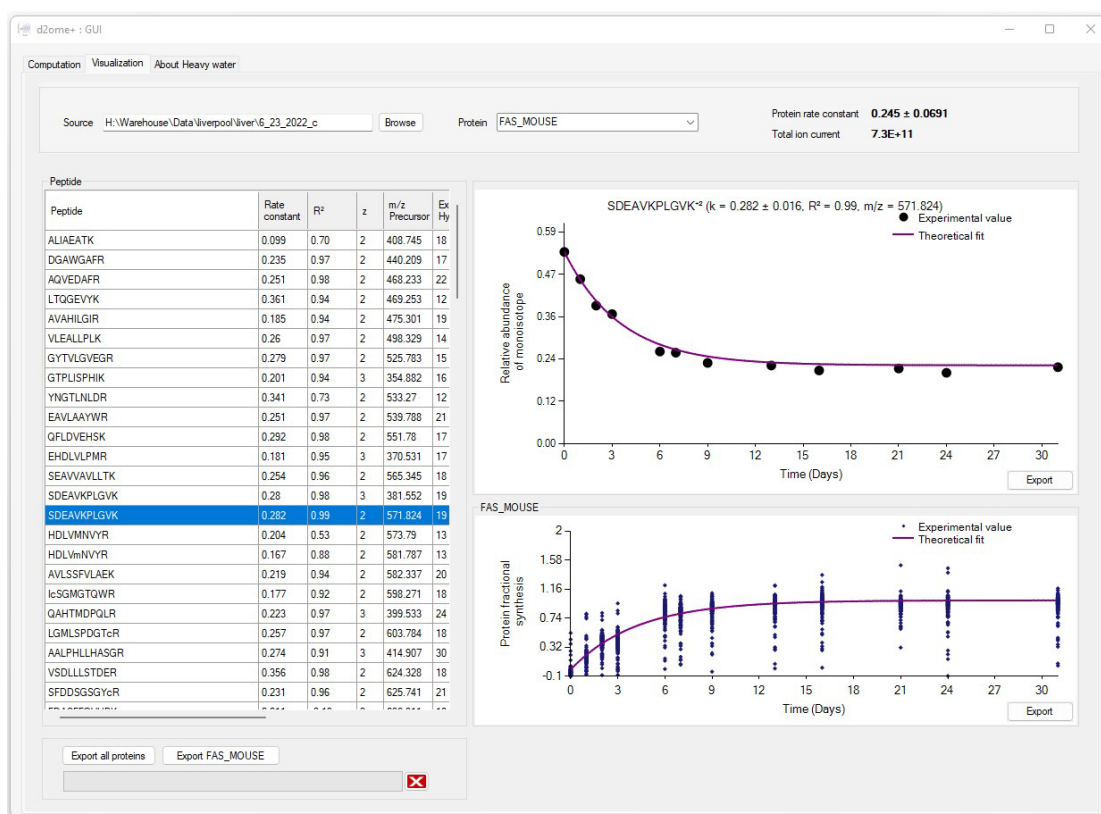 d2ome+ : GUI
Computation Visualization About Heavy water
Source H:\Warehouse\Data\liverpool\liver\6_23_2022_c Browse Protein FAS_MOUSE
Protein rate constant 0.245 ± 0.0691
Total ion current 7.3E+11
Peptide
Peptide Rate constant R² z m/z Precursor Ex Hy
ALIAEATK 0.099 0.70 2 408.745 18
DGAWGAFR 0.235 0.97 2 440.209 17
AQVEDAFR 0.251 0.98 2 468.233 22
LTQGEVYK 0.361 0.94 2 469.253 12
AVAHILGIR 0.185 0.94 2 475.301 19
VLEALLPLK 0.26 0.97 2 498.329 14
GYTVLGVEGR 0.279 0.97 2 525.783 15
GTPLISPHIK 0.201 0.94 3 354.882 16
YNGTLNLDR 0.341 0.73 2 533.27 12
EAVLAAYWR 0.251 0.97 2 539.788 21
QFLDVEHSK 0.292 0.98 2 551.78 17
EHDLVLPMR 0.181 0.95 3 370.531 17
SEAVVAVLLTK 0.254 0.96 2 565.345 18
SDEAVKPLGVK 0.28 0.98 3 381.552 19
SDEAVKPLGVK 0.282 0.99 2 571.824 19
HDLVMNVYR 0.204 0.53 2 573.79 13
HDLVmNVYR 0.167 0.88 2 581.787 13
AVLSSFVLAEK 0.219 0.94 2 582.337 20
IcSGMGTQWR 0.177 0.92 2 598.271 18
QAHTMDPQLR 0.223 0.97 3 399.533 24
LGMLSPDGTcR 0.257 0.97 2 603.784 18
AALPHLLHASGR 0.274 0.91 3 414.907 30
VSDLLLSTDER 0.356 0.98 2 624.328 18
SFDDSGSGYcR 0.231 0.96 2 625.741 21
SDEAVKPLGVK⁺² (k = 0.282 ± 0.016, R² = 0.99, m/z = 571.824)
Experimental value
Theoretical fit
Relative abundance of monoisotope
0.59
0.47
0.36
0.24
0.12
0.00
0 3 6 9 12 15 18 21 24 27 30
Time (Days)
Export
FAS_MOUSE
Experimental value
Theoretical fit
Protein fractional synthesis
2
1.58
1.16
0.74
0.32
-0.1
0 3 6 9 12 15 18 21 24 27 30
Time (Days)
Export
Export all proteins Export FAS_MOUSE